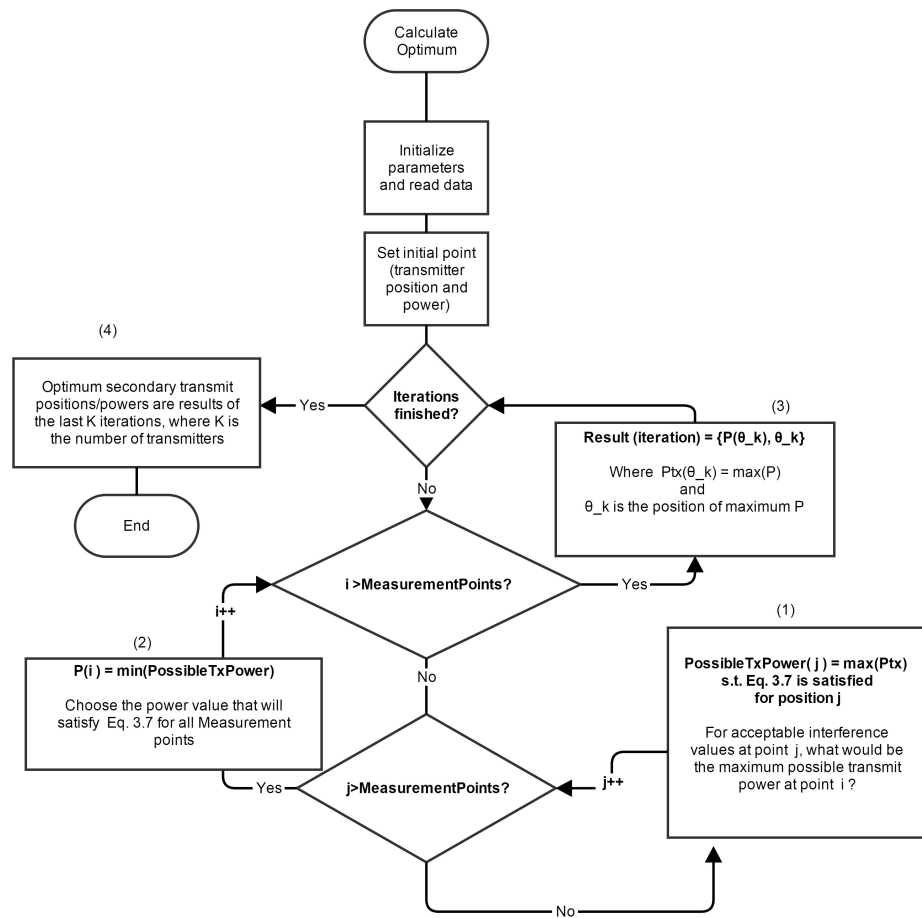 Calculate
Optimum
Initialize
parameters
and read data
Set initial point
(transmitter
position and
power)
(4)
Optimum secondary transmit
positions/powers are results of
the last K iterations, where K is
the number of transmitters
Yes
Iterations
finished?
(3)
Result (iteration) = {P(θ_k), θ_k}
Where Ptx(θ_k) = max(P)
and
θ_k is the position of maximum P
No
End
i >MeasurementPoints?
Yes
i++
(1)
(2)
P(i ) = min(PossibleTxPower)
Choose the power value that will
satisfy Eq. 3.7 for all Measurement
points
No
PossibleTxPower( j ) = max(Ptx)
s.t. Eq. 3.7 is satisfied
for position j
For acceptable interference
values at point j, what would be
the maximum possible transmit
power at point i ?
Yes
j>MeasurementPoints?
j++
No